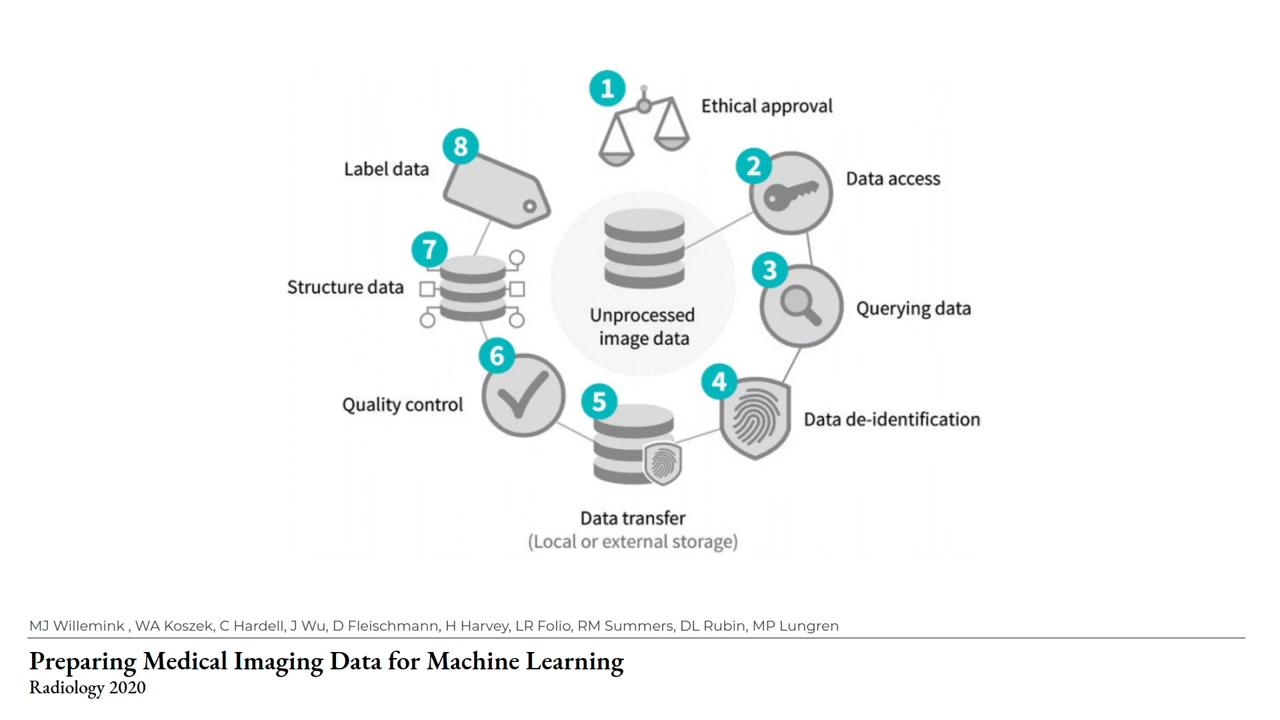 1
Ethical approval
2
Data access
3
Querying data
4
Data de-identification
5
Data transfer
(Local or external storage)
6
Quality control
7
Structure data
8
Label data
Unprocessed
image data
MJ Willemink , WA Koszek, C Hardell, J Wu, D Fleischmann, H Harvey, LR Folio, RM Summers, DL Rubin, MP Lungren
Preparing Medical Imaging Data for Machine Learning
Radiology 2020